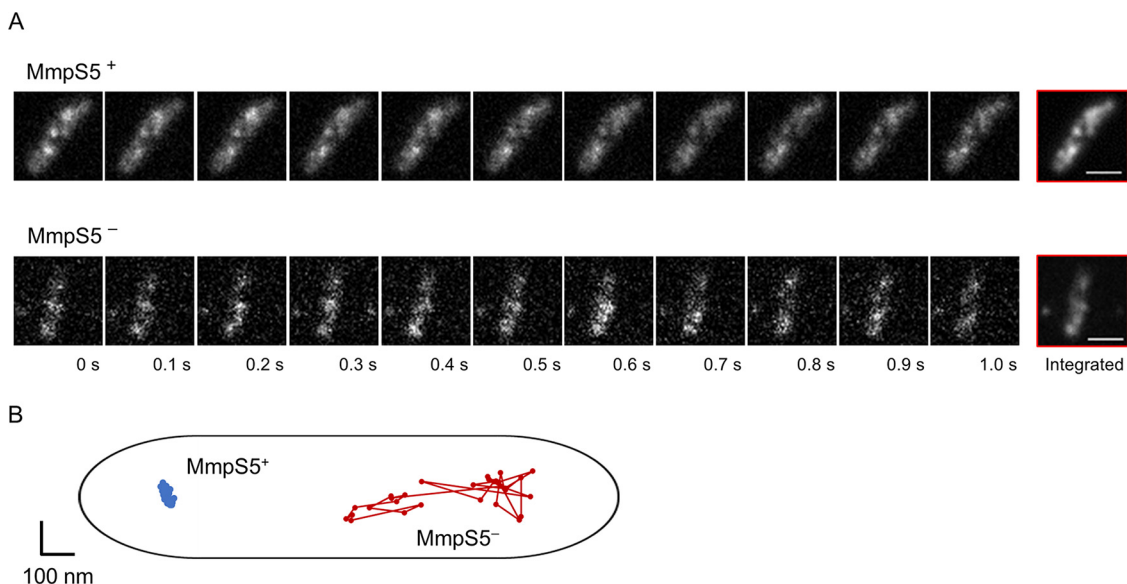 A
MmpS5 +
MmpS5 –
0 s 0.1 s 0.2 s 0.3 s 0.4 s 0.5 s 0.6 s 0.7 s 0.8 s 0.9 s 1.0 s Integrated
B
MmpS5+
MmpS5–
100 nm